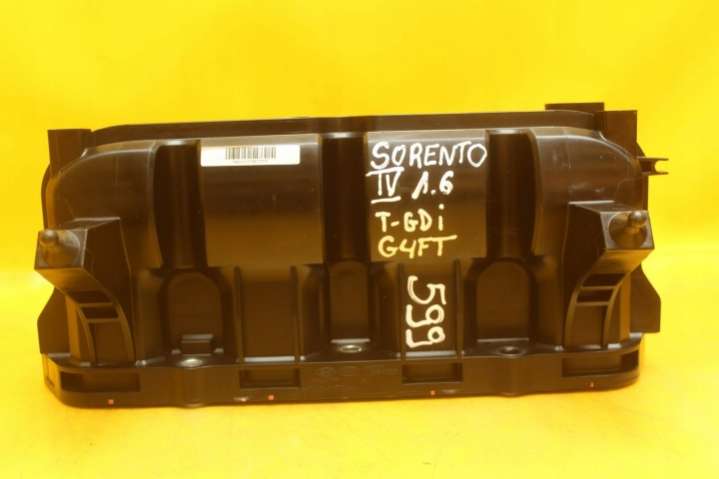 SORENTO
IV 1.6
T-GDi
G4FT
599